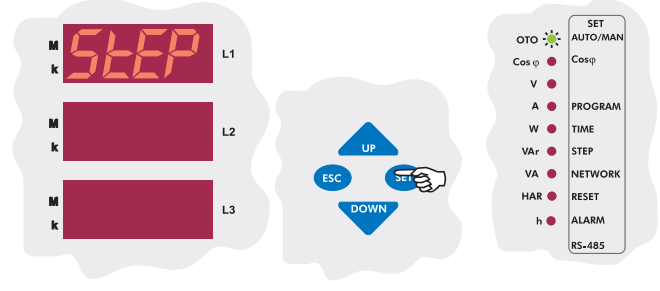 M
StEP
L1
k
M
L2
k
M
L3
k
UP
ESC
SET
DOWN
SET
OTO AUTO/MAN
Cos φ Cosφ
V
A PROGRAM
W TIME
VAr STEP
VA NETWORK
HAR RESET
h ALARM
RS-485